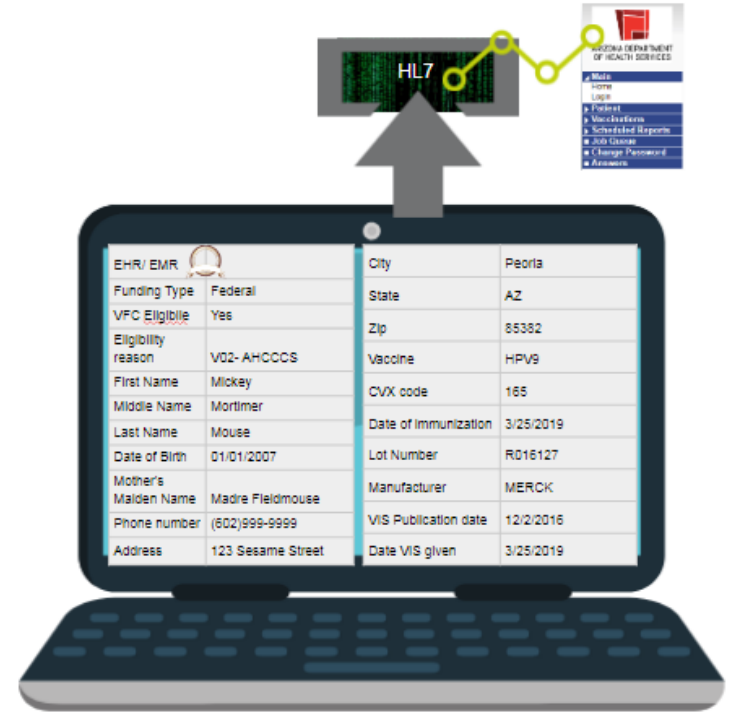 HL7
ARIZONA DEPARTMENT
OF HEALTH SERVICES
Main
Home
Login
Patient
Vaccinations
Scheduled Reports
Job Queue
Change Password
Answers
EHR/ EMR
Funding Type Federal
VFC Eligibile Yes
Eligibility
reason V02- AHCCCS
First Name Mickey
Middle Name Mortimer
Last Name Mouse
Date of Birth 01/01/2007
Mother's
Maiden Name Madre Fieldmouse
Phone number (602)999-9999
Address 123 Sesame Street
City Peoria
State AZ
Zip 85382
Vaccine HPV9
CVX code 165
Date of Immunization 3/25/2019
Lot Number R016127
Manufacturer MERCK
VIS Publication date 12/2/2016
Date VIS given 3/25/2019